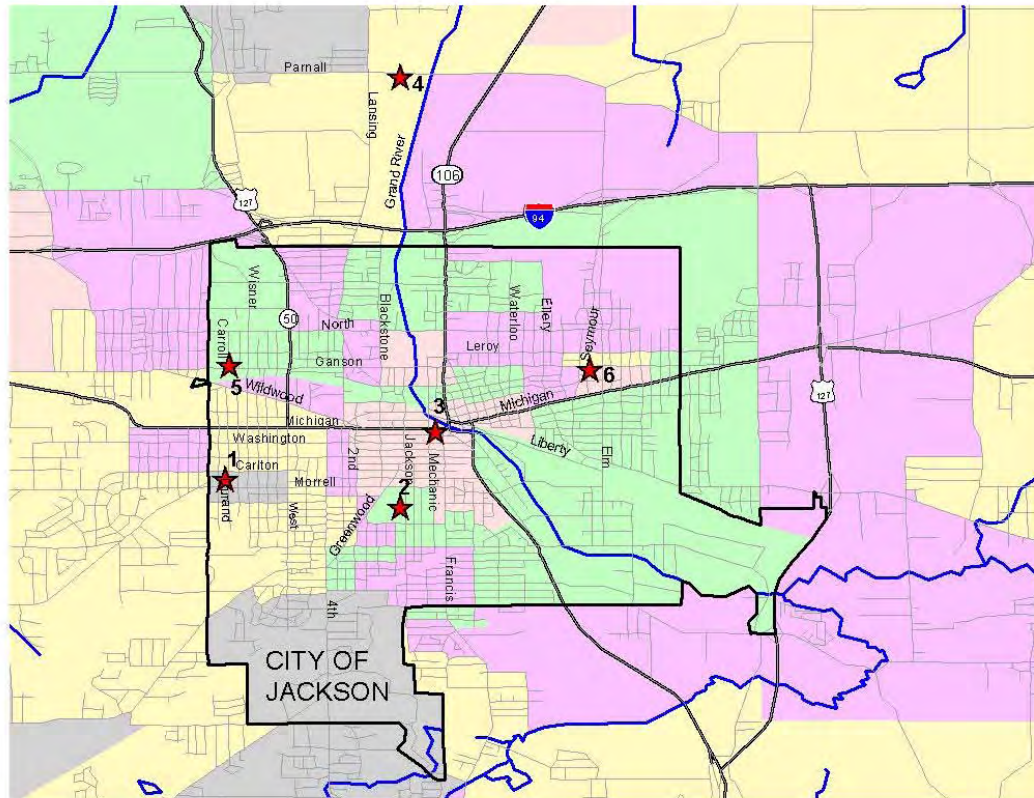 Parnall
4
Lansing
Grand River
106
127
94
Wisner
Blackstone
Waterloo
Ellery
Seymour
50
North
Carroll
Leroy
Ganson
6
5
Wildwood
Michigan
3
Michigan
Washington
Liberty
Elm
127
1
Carlton
2nd
Jackson
Mechanic
Morrell
2
West
Greenwood
Francis
4th
CITY OF
JACKSON